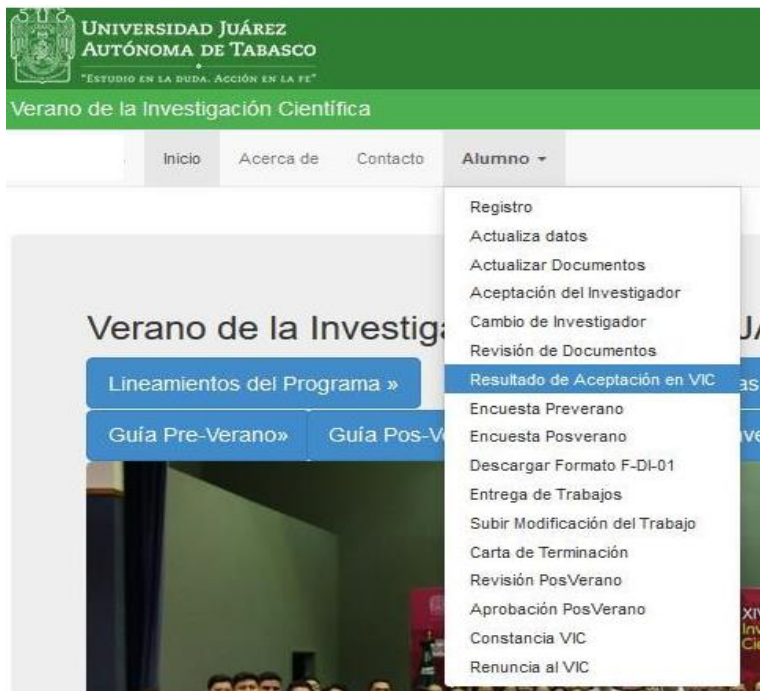 UNIVERSIDAD JUÁREZ
AUTÓNOMA DE TABASCO
"ESTUDIO EN LA DUDA. ACCIÓN EN LA FE"
Verano de la Investigación Científica
Inicio Acerca de Contacto Alumno
Registro
Actualiza datos
Actualizar Documentos
Aceptación del Investigador
Cambio de Investigador
Revisión de Documentos
Resultado de Aceptación en VIC
Encuesta Preverano
Encuesta Posverano
Descargar Formato F-DI-01
Entrega de Trabajos
Subir Modificación del Trabajo
Carta de Terminación
Revisión PosVerano
Aprobación PosVerano
Constancia VIC
Renuncia al VIC
Verano de la
Lineamientos del Programa »
Guía Pre-Verano» Guía